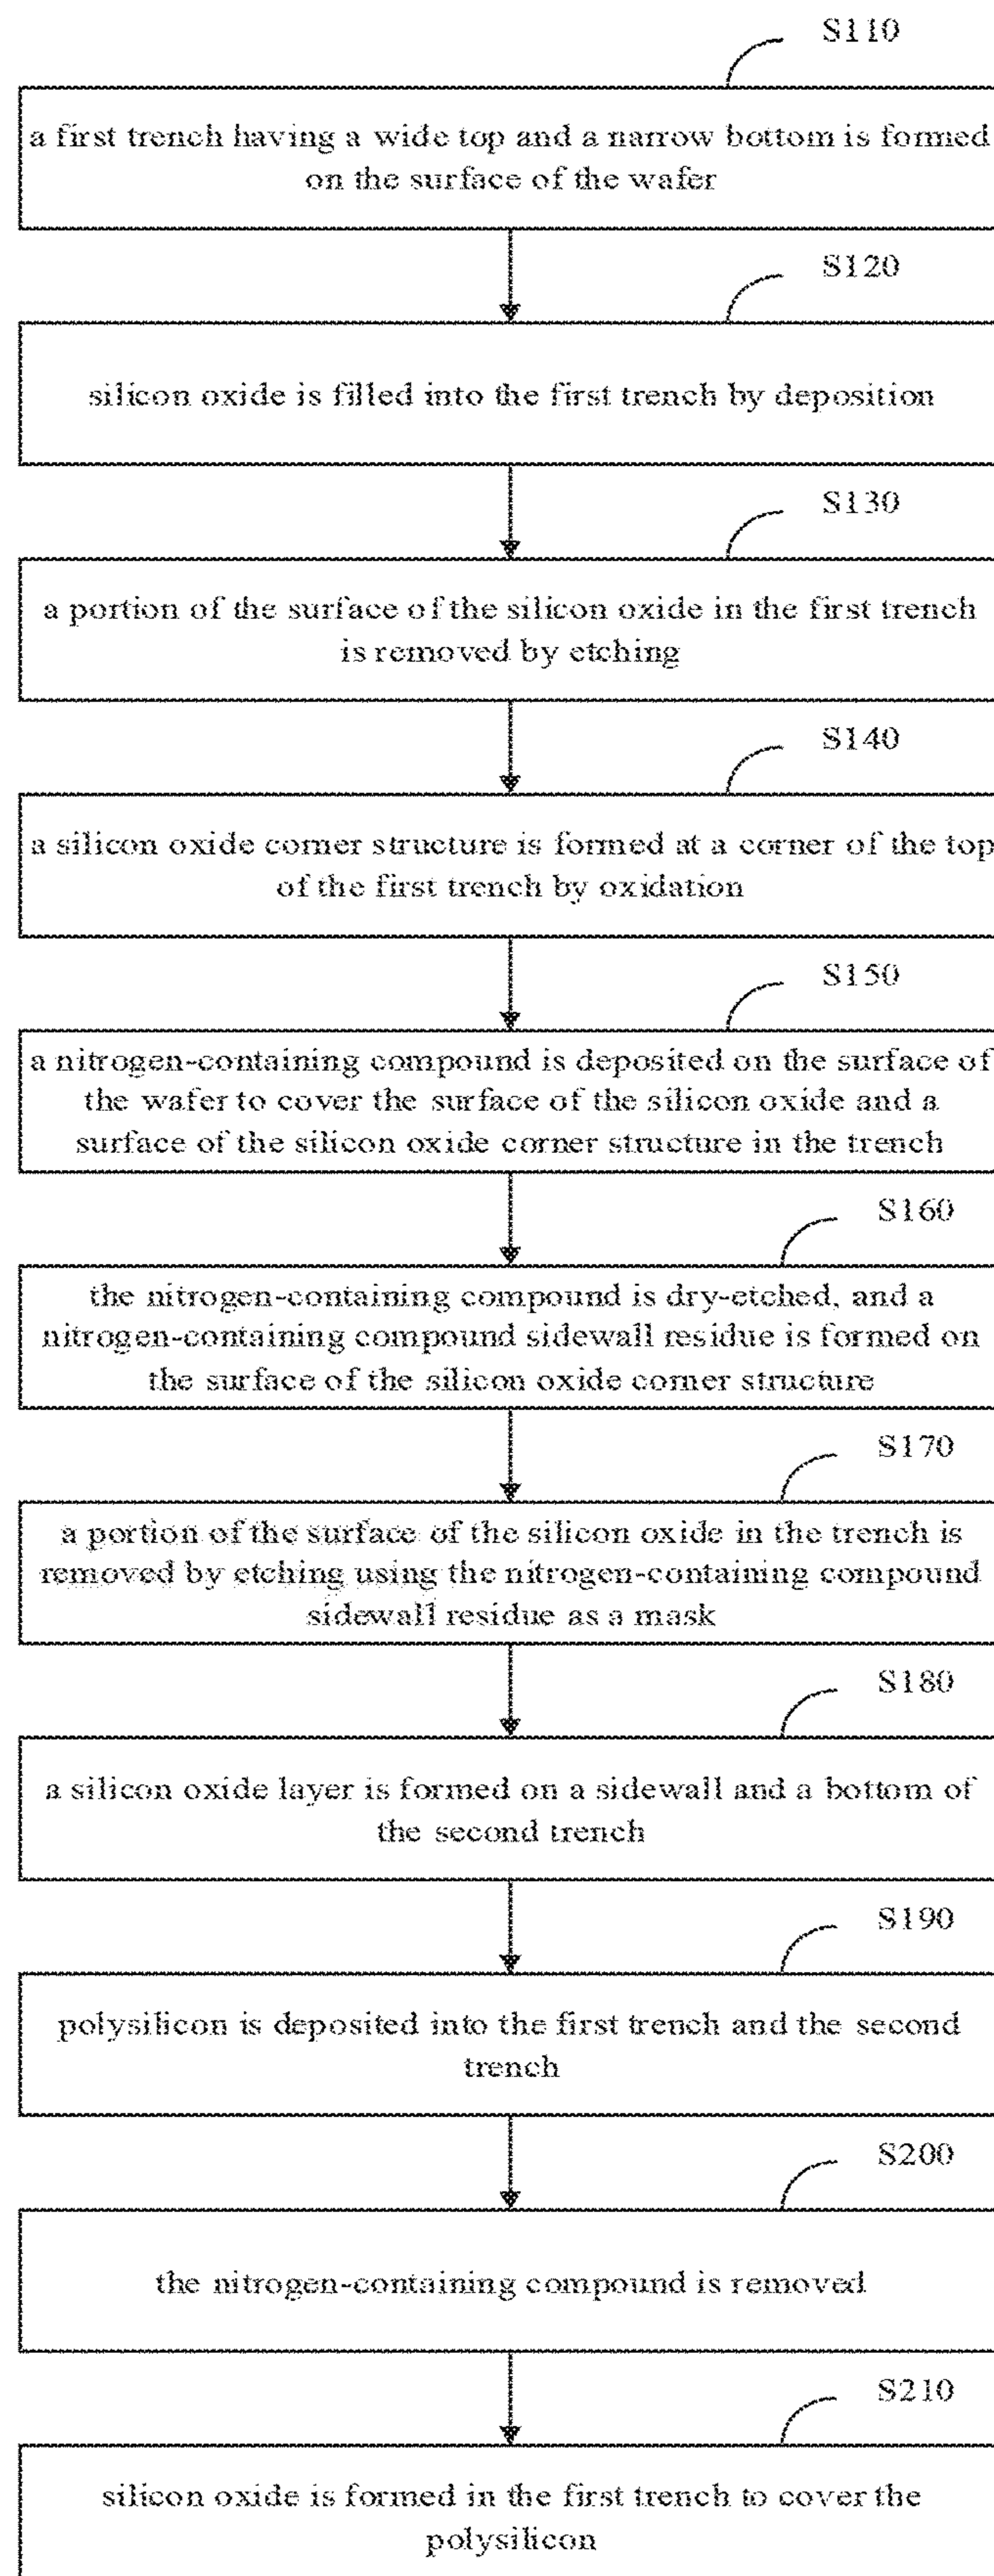 S110
a first trench having a wide top and a narrow bottom is formed
on the surface of the wafer
S120
silicon oxide is filled into the first trench by deposition
S130
a portion of the surface of the silicon oxide in the first trench
is removed by etching
S140
a silicon oxide corner structure is formed at a corner of the top
of the first trench by oxidation
S150
a nitrogen-containing compound is deposited on the surface of
the wafer to cover the surface of the silicon oxide and a
surface of the silicon oxide corner structure in the trench
S160
the nitrogen-containing compound is dry-etched, and a
nitrogen-containing compound sidewall residue is formed on
the surface of the silicon oxide corner structure
S170
a portion of the surface of the silicon oxide in the trench is
removed by etching using the nitrogen-containing compound
sidewall residue as a mask
S180
a silicon oxide layer is formed on a sidewall and a bottom of
the second trench
S190
polysilicon is deposited into the first trench and the second
trench
S200
the nitrogen-containing compound is removed
S210
silicon oxide is formed in the first trench to cover the
polysilicon